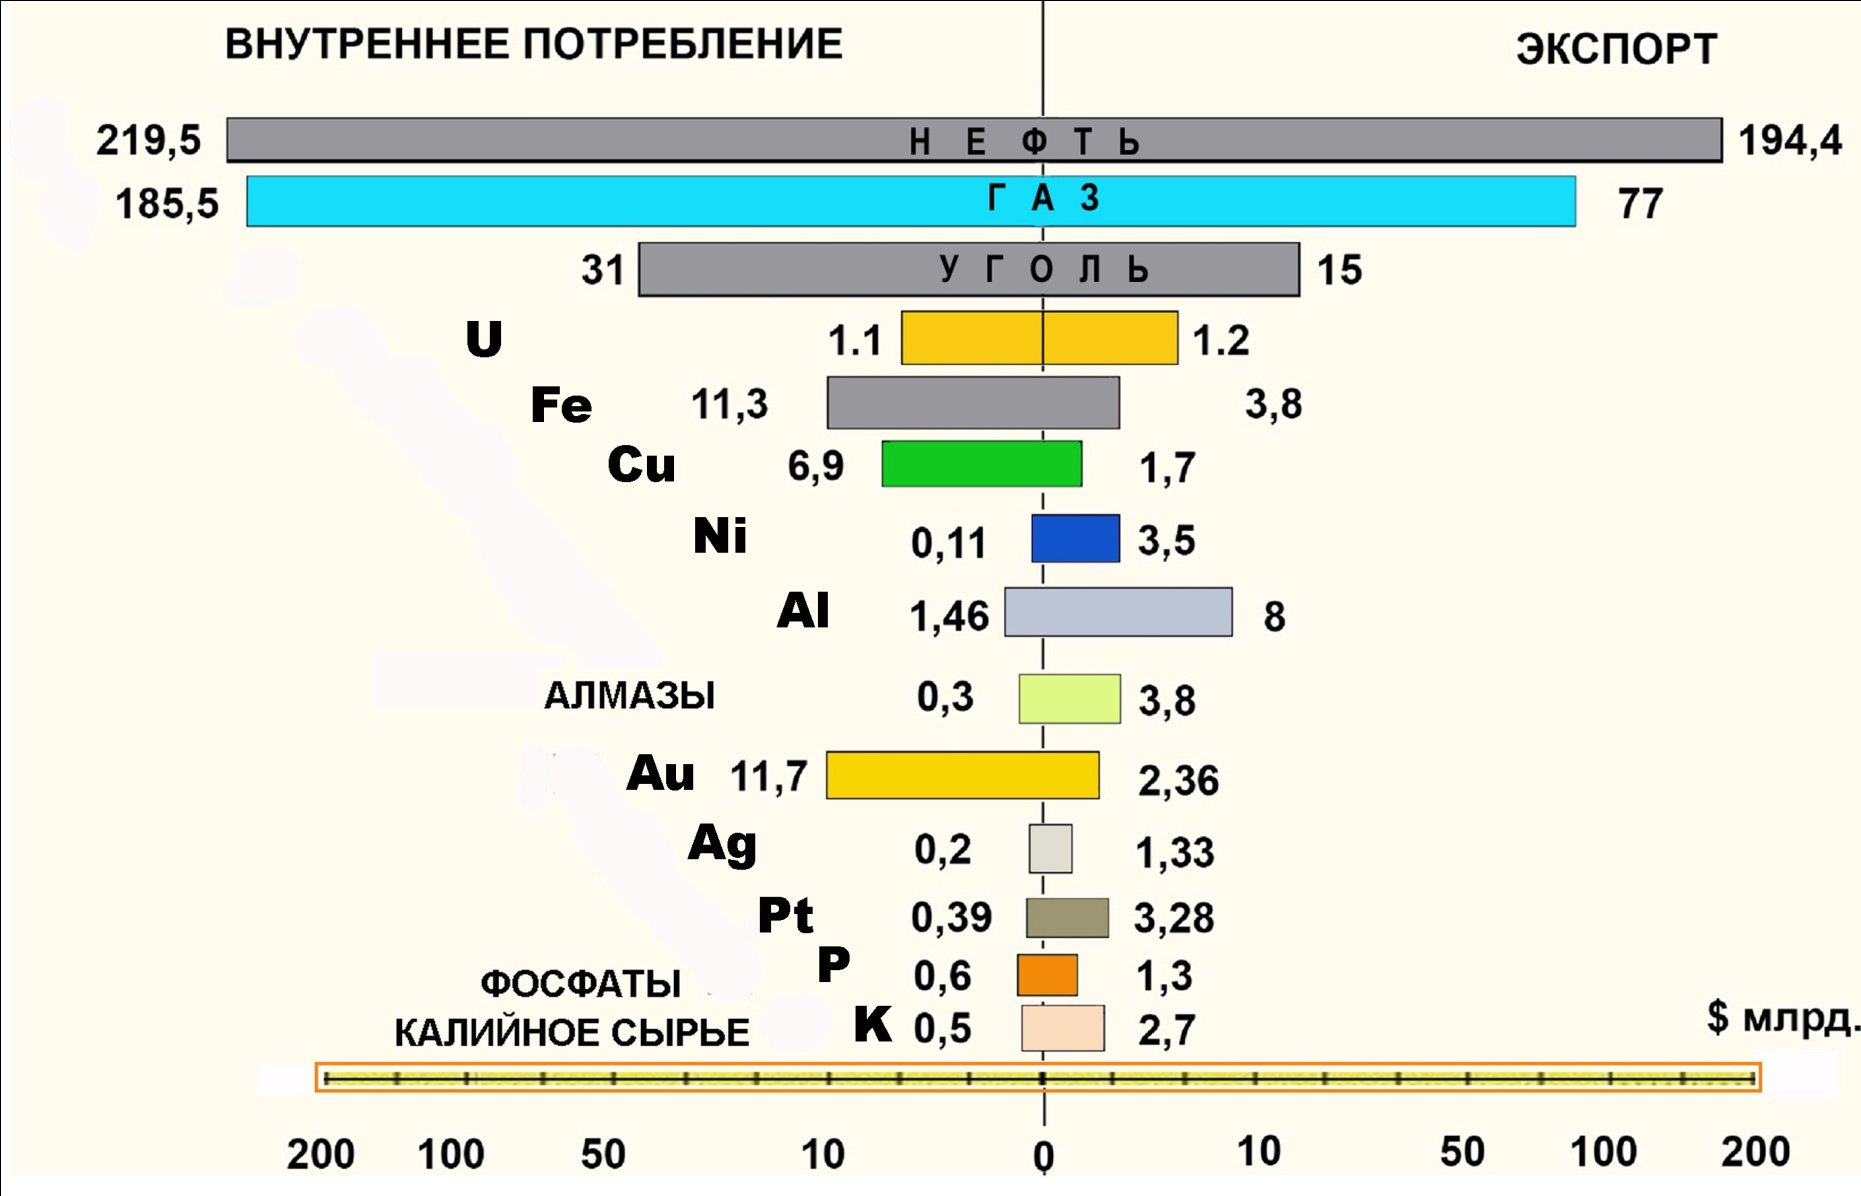 ВНУТРЕННЕЕ ПОТРЕБЛЕНИЕ ЭКСПОРТ
219,5 НЕФТЬ 194,4
185,5 ГАЗ 77
31 УГОЛЬ 15
U 1.1 1.2
Fe 11,3 3,8
Cu 6,9 1,7
Ni 0,11 3,5
Al 1,46 8
АЛМАЗЫ 0,3 3,8
Au 11,7 2,36
Ag 0,2 1,33
Pt 0,39 3,28
ФОСФАТЫ P 0,6 1,3
КАЛИЙНОЕ СЫРЬЕ K 0,5 2,7
$ млрд.
200 100 50 10 0 10 50 100 200